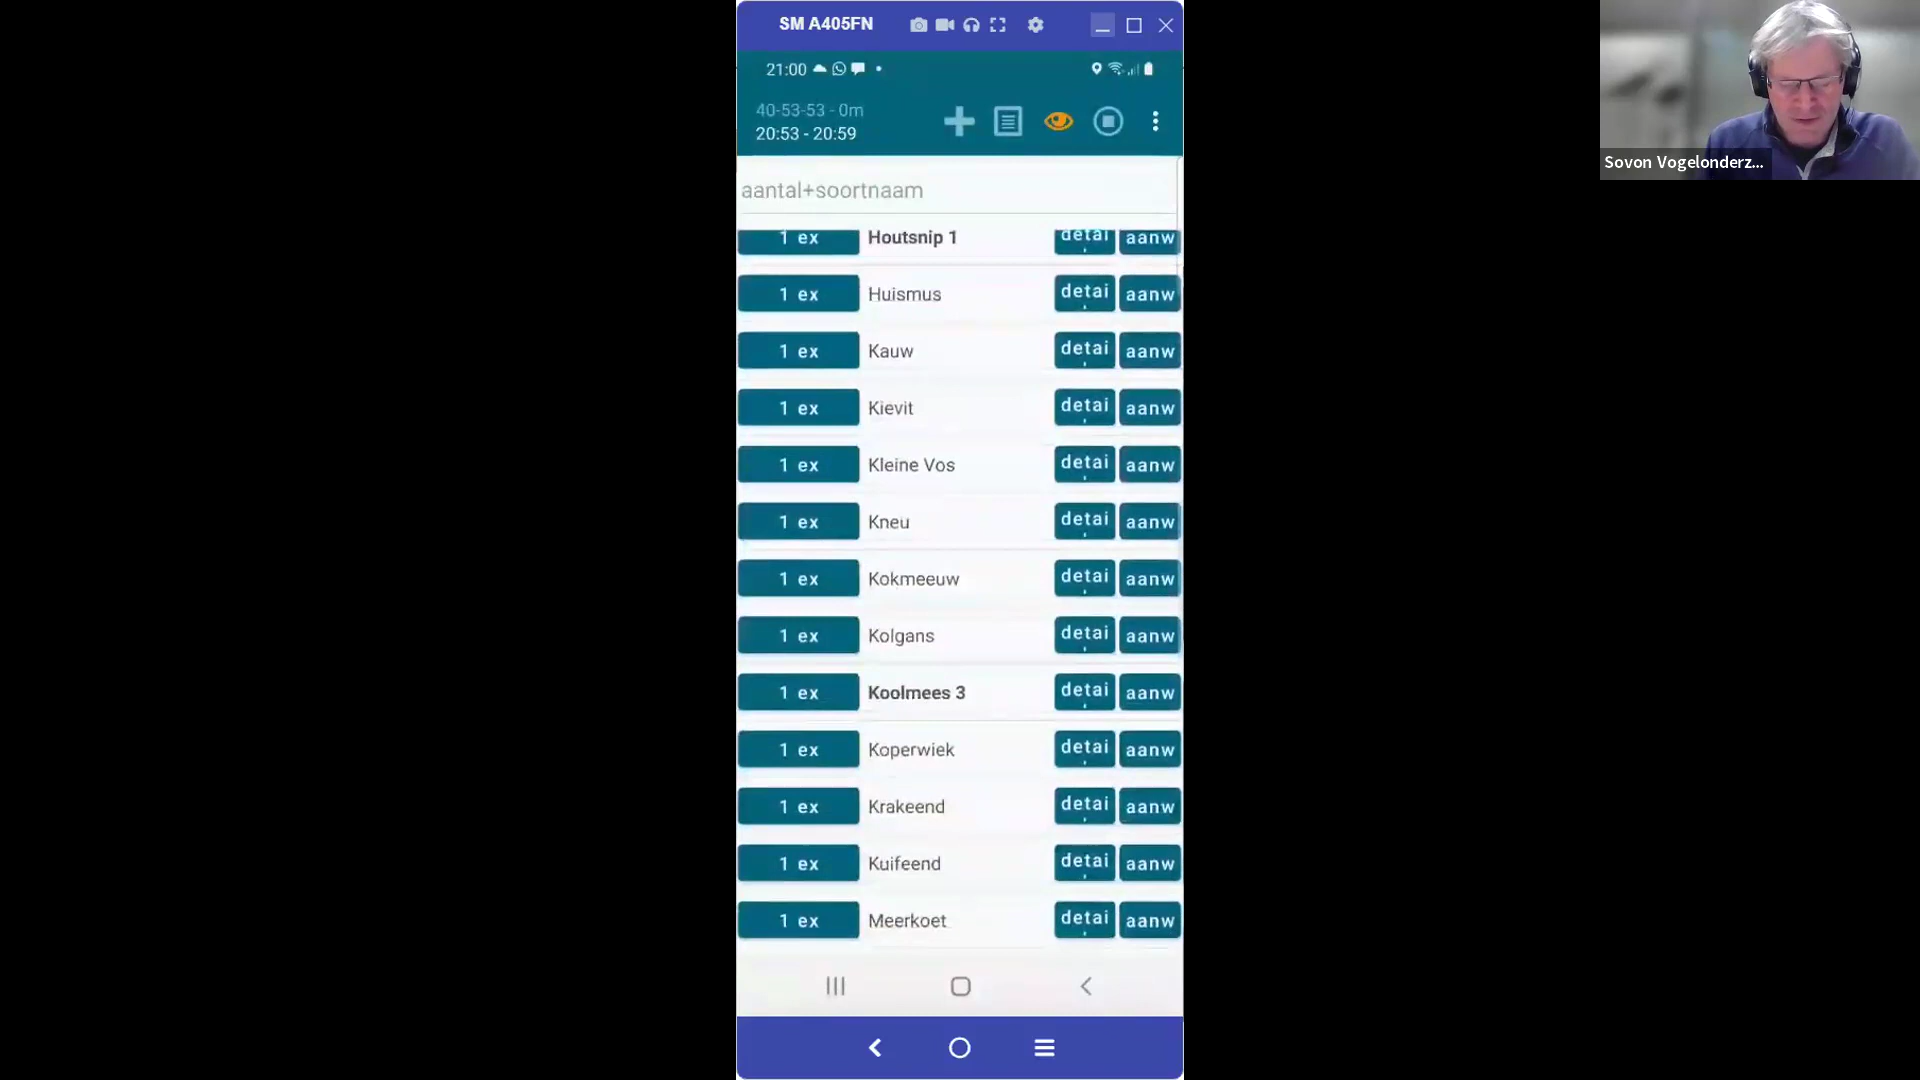 SM A405FN
21:00
40-53-53 - 0m
20:53 - 20:59
aantal+soortnaam
1 ex Houtsnip 1 detai aanw
1 ex Huismus detai aanw
1 ex Kauw detai aanw
1 ex Kievit detai aanw
1 ex Kleine Vos detai aanw
1 ex Kneu detai aanw
1 ex Kokmeeuw detai aanw
1 ex Kolgans detai aanw
1 ex Koolmees 3 detai aanw
1 ex Koperwiek detai aanw
1 ex Krakeend detai aanw
1 ex Kuifeend detai aanw
1 ex Meerkoet detai aanw
Sovon Vogelonderz...